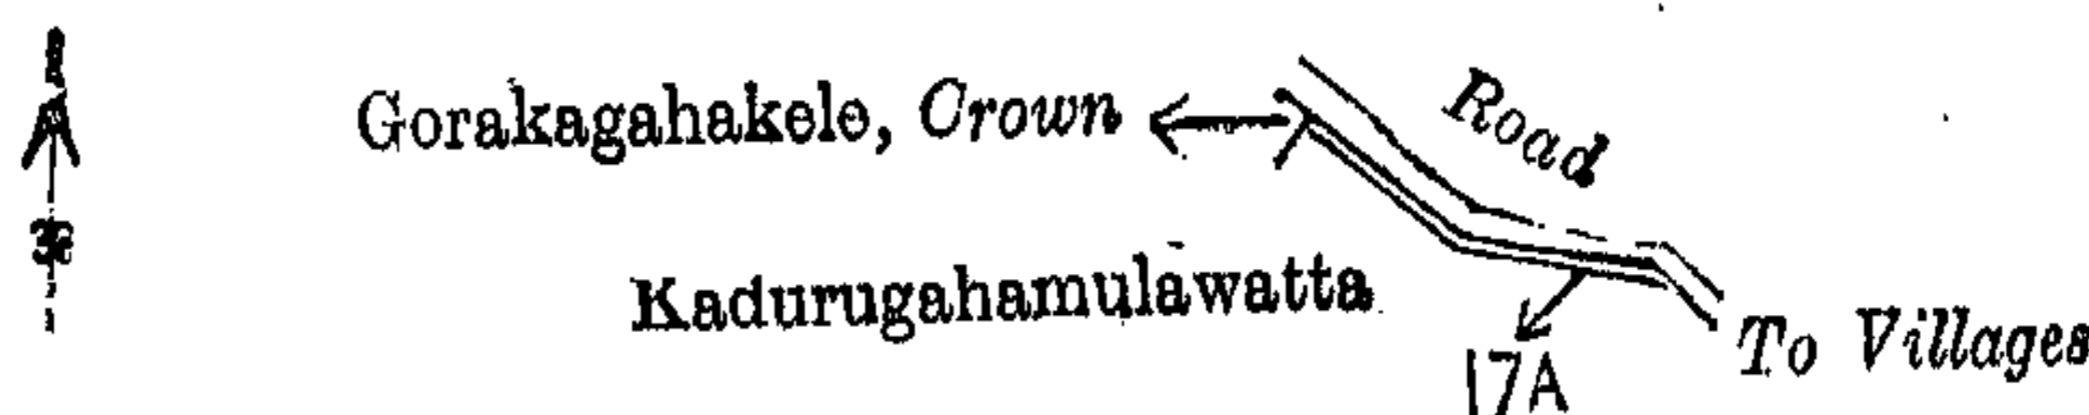 Gorakagahakele, Crown
Road
Kadurugahamulawatta
To Villages
17A